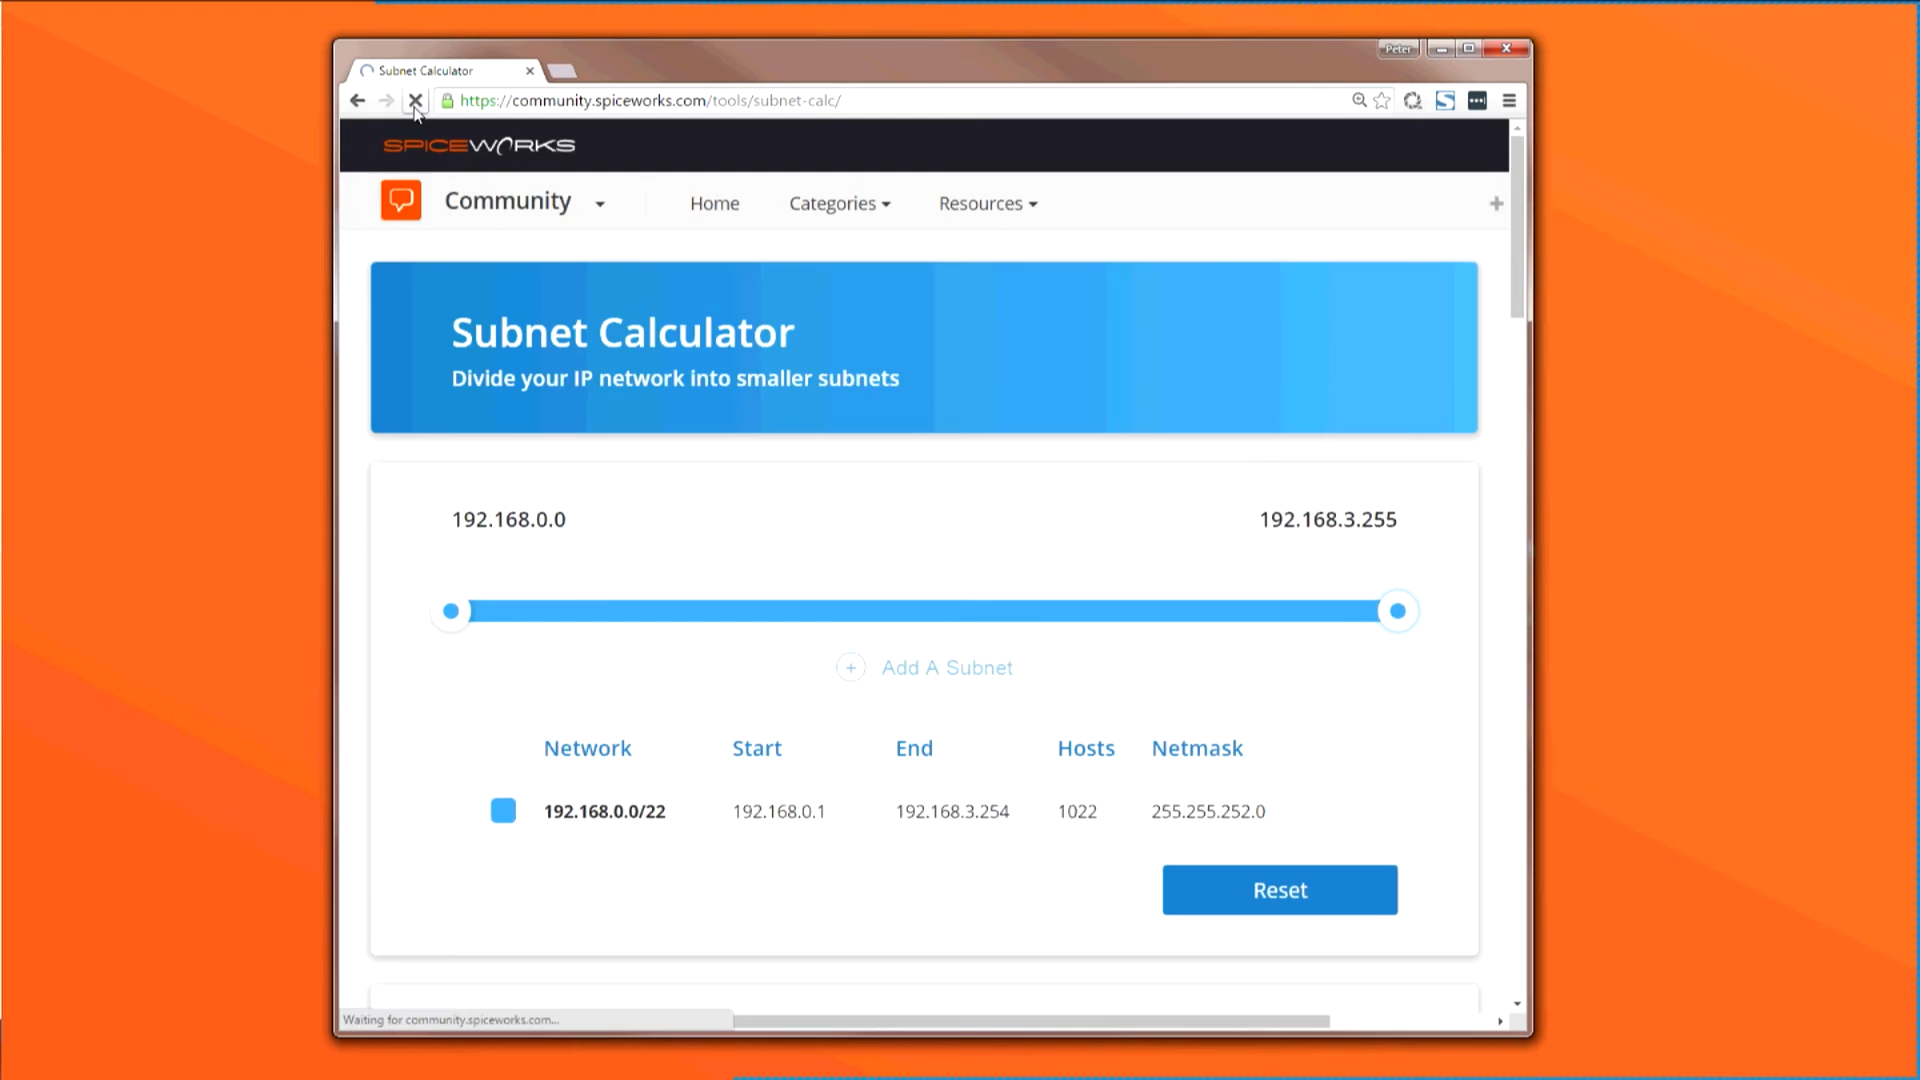 Peter
Subnet Calculator
https://community.spiceworks.com/tools/subnet-calc/
SPICEWORKS
Community Home Categories Resources
Subnet Calculator
Divide your IP network into smaller subnets
192.168.0.0 192.168.3.255
+ Add A Subnet
Network Start End Hosts Netmask
192.168.0.0/22 192.168.0.1 192.168.3.254 1022 255.255.252.0
Reset
Waiting for community.spiceworks.com...